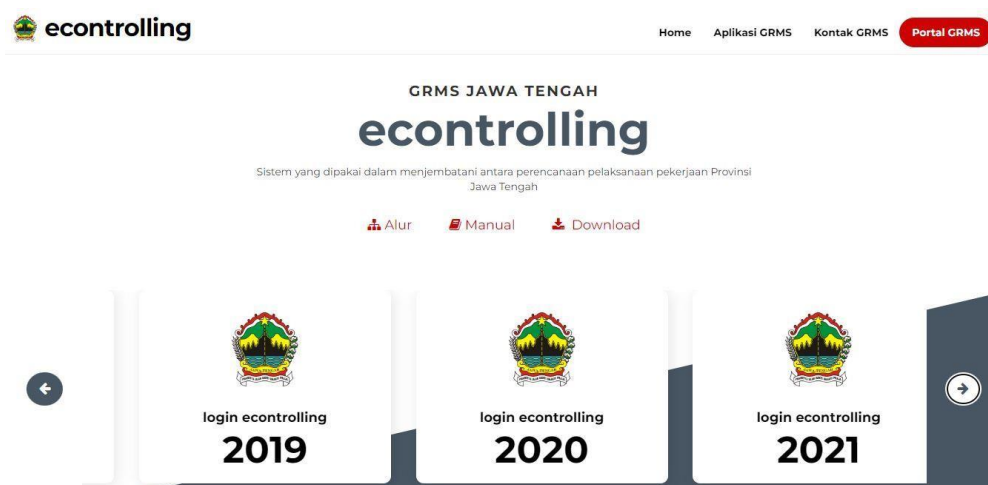 econtrolling
Home Aplikasi GRMS Kontak GRMS Portal GRMS
GRMS JAWA TENGAH
econtrolling
Sistem yang dipakai dalam menjembatani antara perencanaan pelaksanaan pekerjaan Provinsi
Jawa Tengah
Alur Manual Download
login econtrolling
2019
login econtrolling
2020
login econtrolling
2021